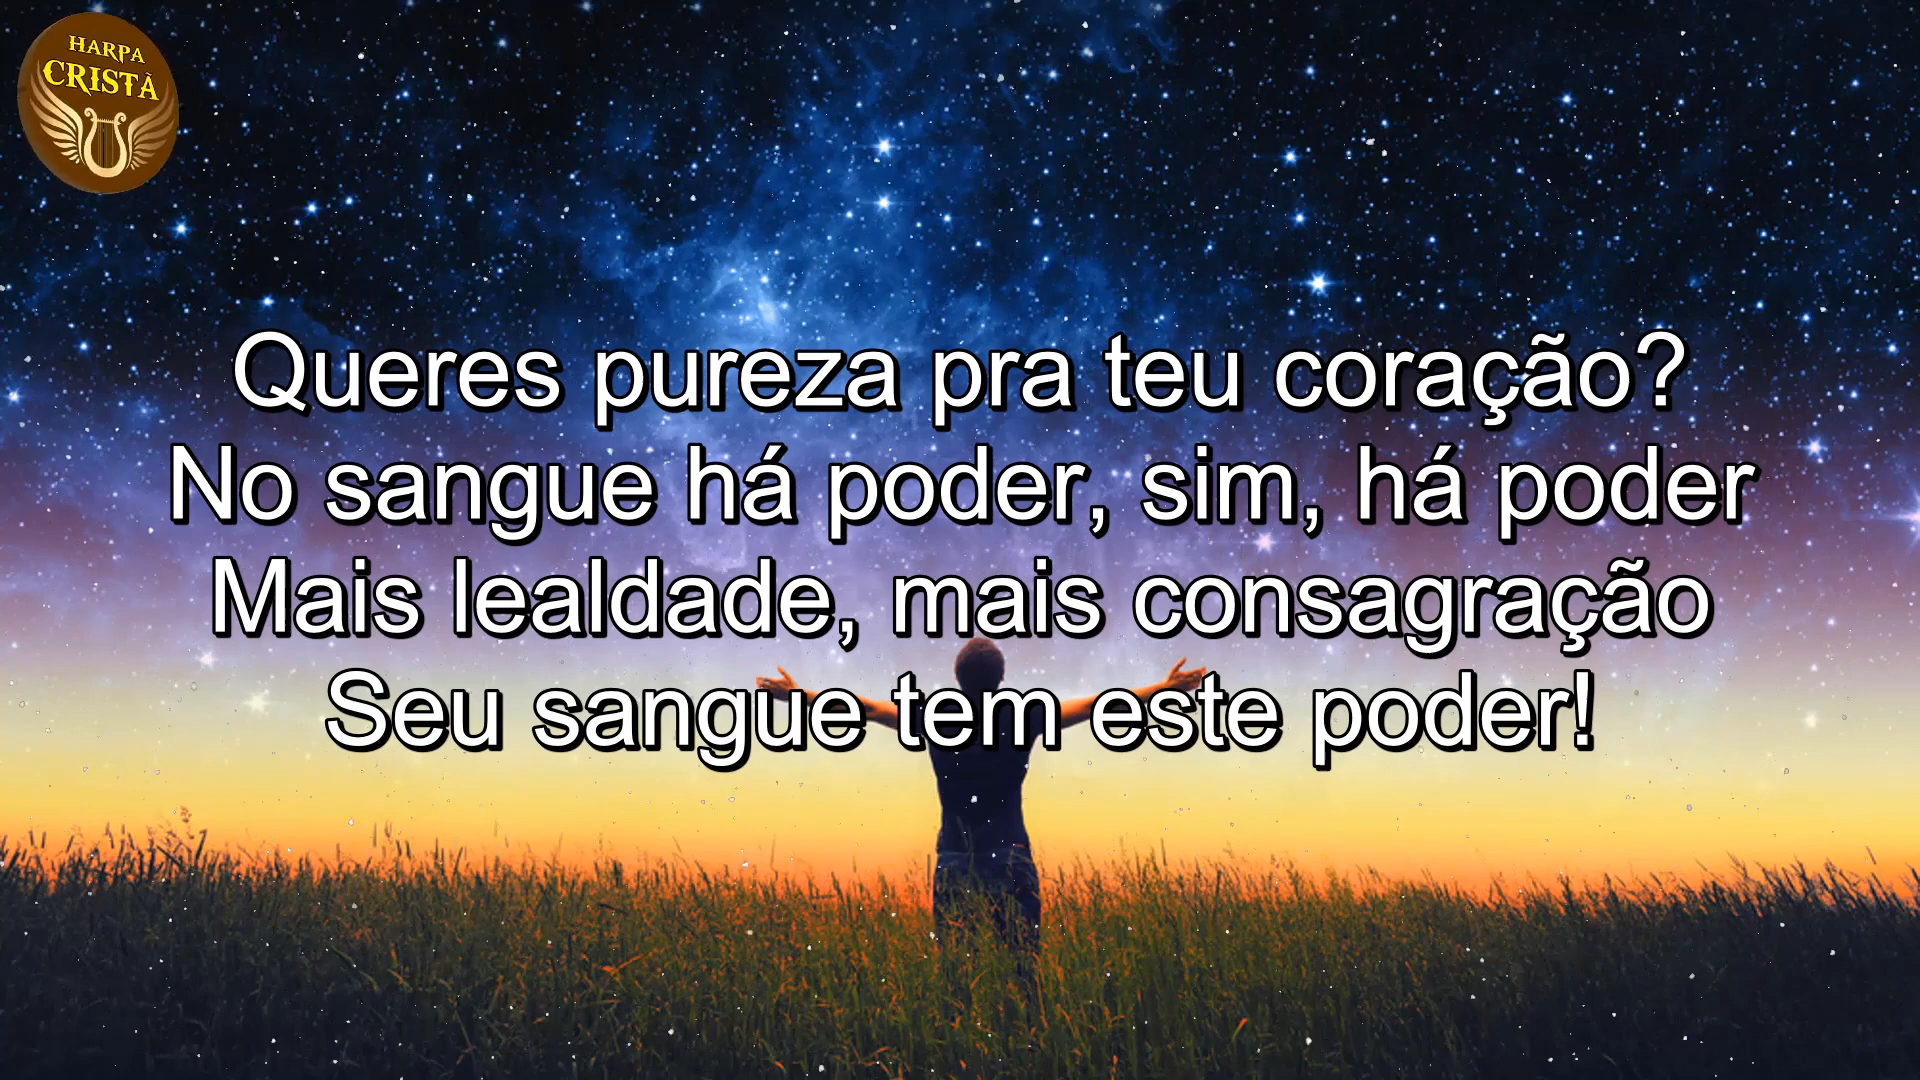 HARPA
CRISTÃ
Queres pureza pra teu coração?
No sangue há poder, sim, há poder
Mais lealdade, mais consagração
Seu sangue tem este poder!